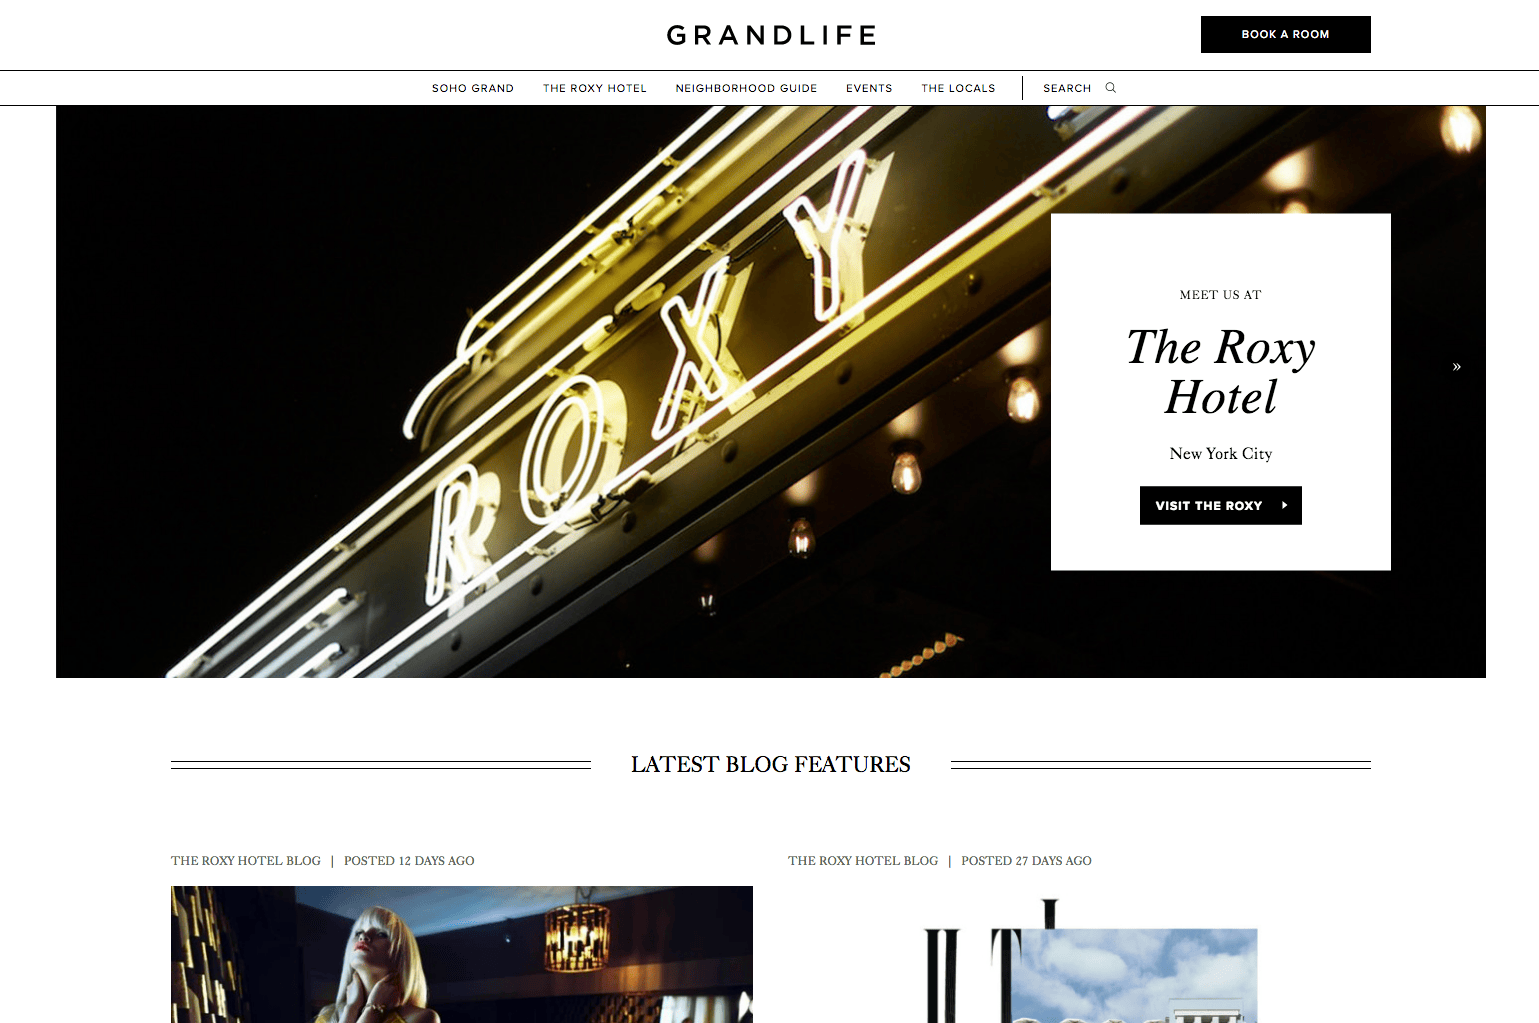 GRANDLIFE
BOOK A ROOM
SOHO GRAND
THE ROXY HOTEL
NEIGHBORHOOD GUIDE
EVENTS
THE LOCALS
SEARCH
ROXY
MEET US AT
The Roxy
Hotel
New York City
VISIT THE ROXY
»
LATEST BLOG FEATURES
THE ROXY HOTEL BLOG | POSTED 12 DAYS AGO
THE ROXY HOTEL BLOG | POSTED 27 DAYS AGO